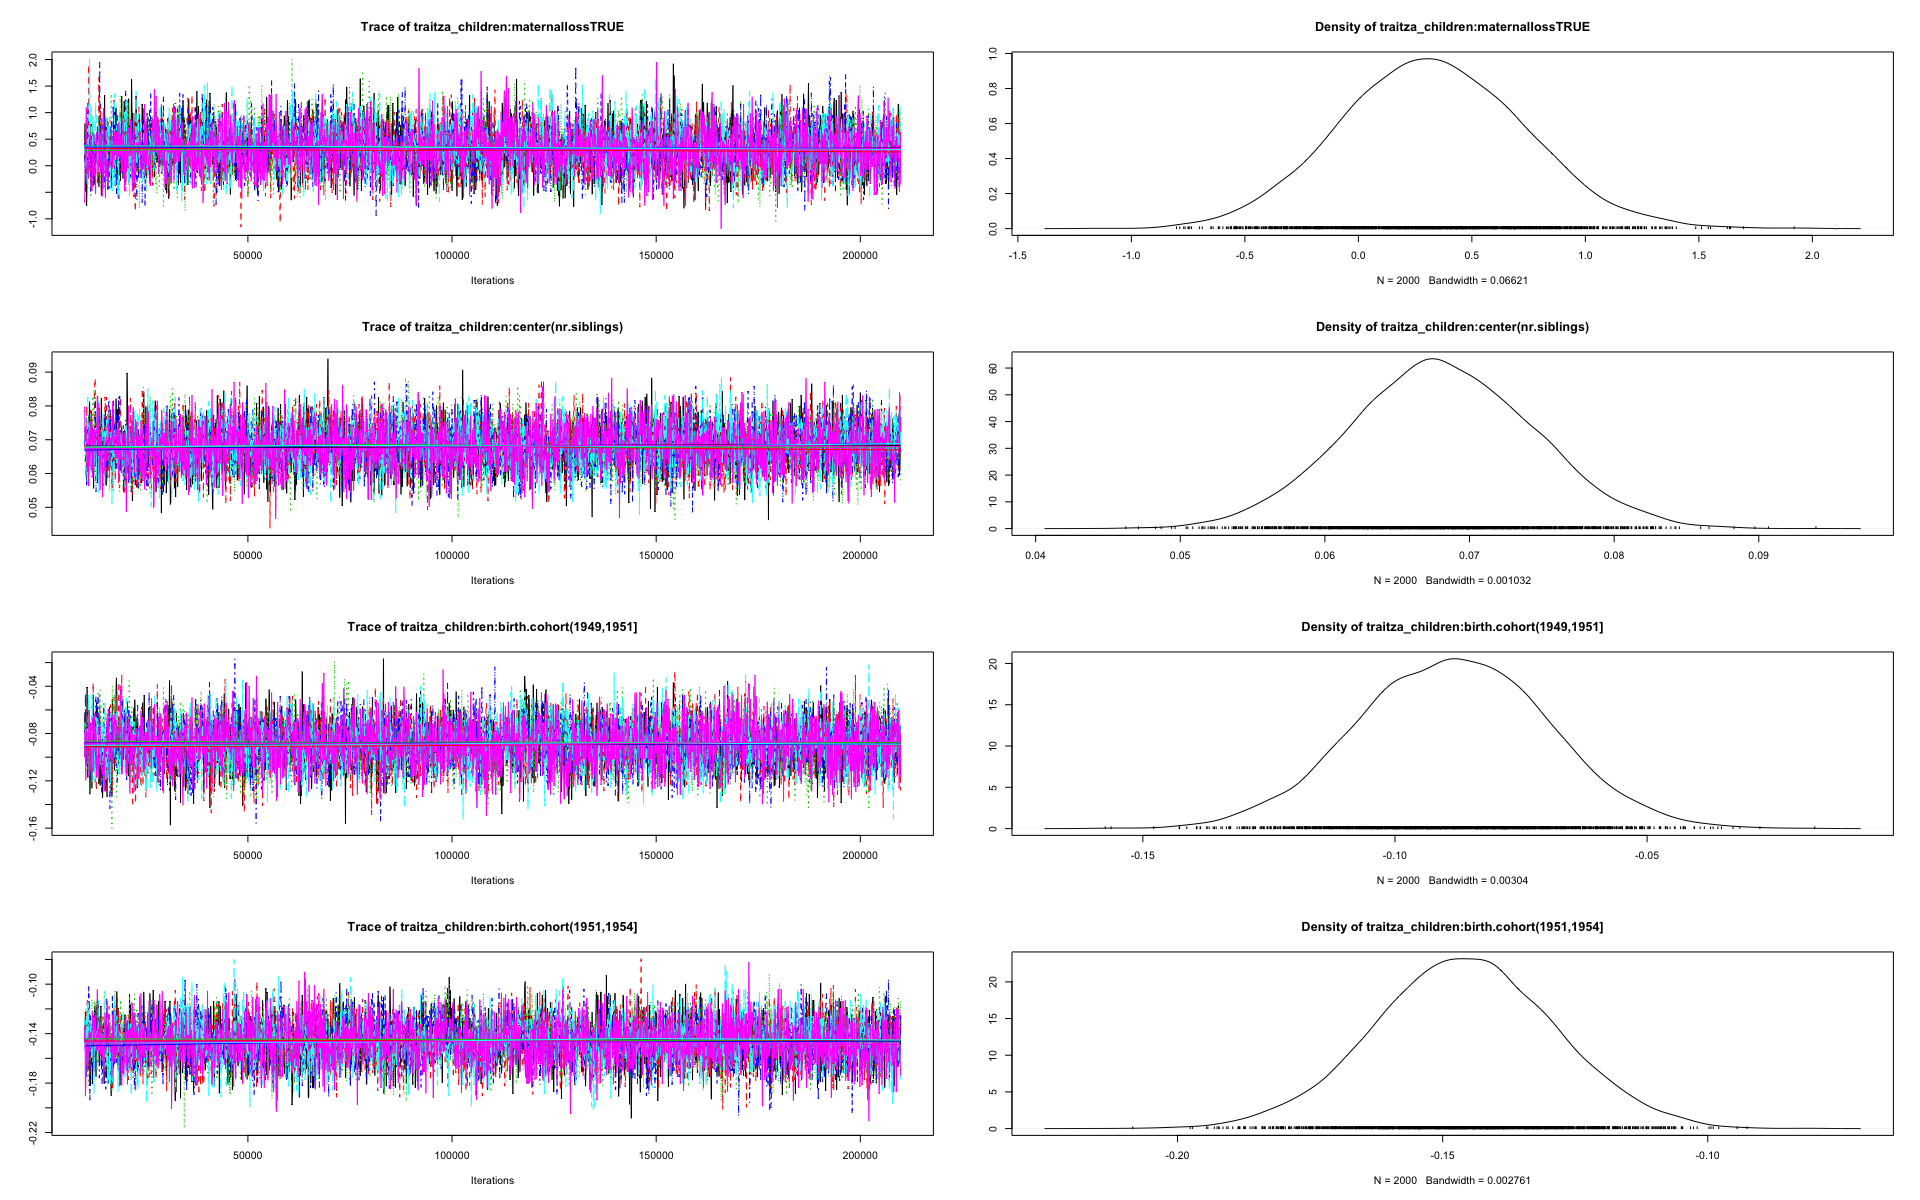 Trace of traitza_children:maternallossTRUE
2.0
1.5
1.0
0.5
0.0
-1.0
50000 100000 150000 200000
Iterations
Density of traitza_children:maternallossTRUE
1.0
0.8
0.6
0.4
0.2
0.0
-1.5 -1.0 -0.5 0.0 0.5 1.0 1.5 2.0
N = 2000 Bandwidth = 0.06621
Trace of traitza_children:center(nr.siblings)
0.09
0.08
0.07
0.06
0.05
50000 100000 150000 200000
Iterations
Density of traitza_children:center(nr.siblings)
60
50
40
30
20
10
0
0.04 0.05 0.06 0.07 0.08 0.09
N = 2000 Bandwidth = 0.001032
Trace of traitza_children:birth.cohort(1949,1951]
-0.04
-0.08
-0.12
-0.16
50000 100000 150000 200000
Iterations
Density of traitza_children:birth.cohort(1949,1951]
20
15
10
5
0
-0.15 -0.10 -0.05
N = 2000 Bandwidth = 0.00304
Trace of traitza_children:birth.cohort(1951,1954]
-0.10
-0.14
-0.18
-0.22
50000 100000 150000 200000
Iterations
Density of traitza_children:birth.cohort(1951,1954]
20
15
10
5
0
-0.20 -0.15 -0.10
N = 2000 Bandwidth = 0.002761